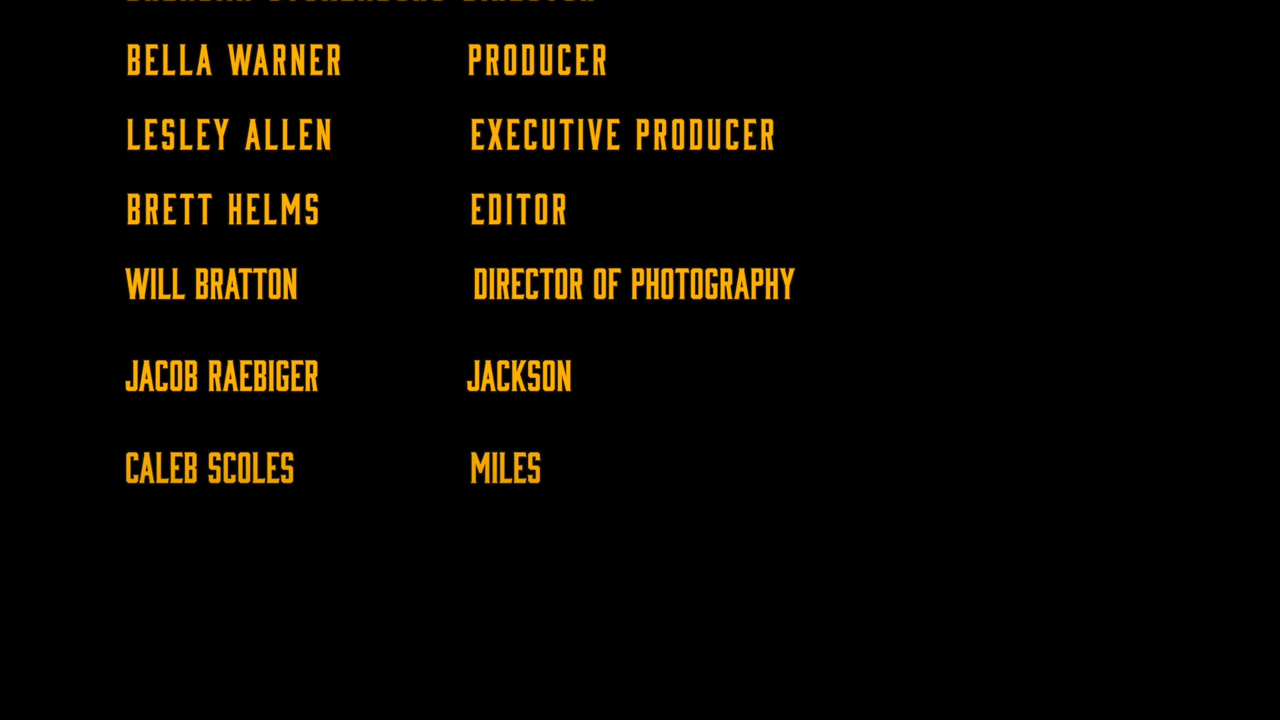 BELLA WARNER PRODUCER
LESLEY ALLEN EXECUTIVE PRODUCER
BRETT HELMS EDITOR
WILL BRATTON DIRECTOR OF PHOTOGRAPHY
JACOB RAEBIGER JACKSON
CALEB SCOLES MILES